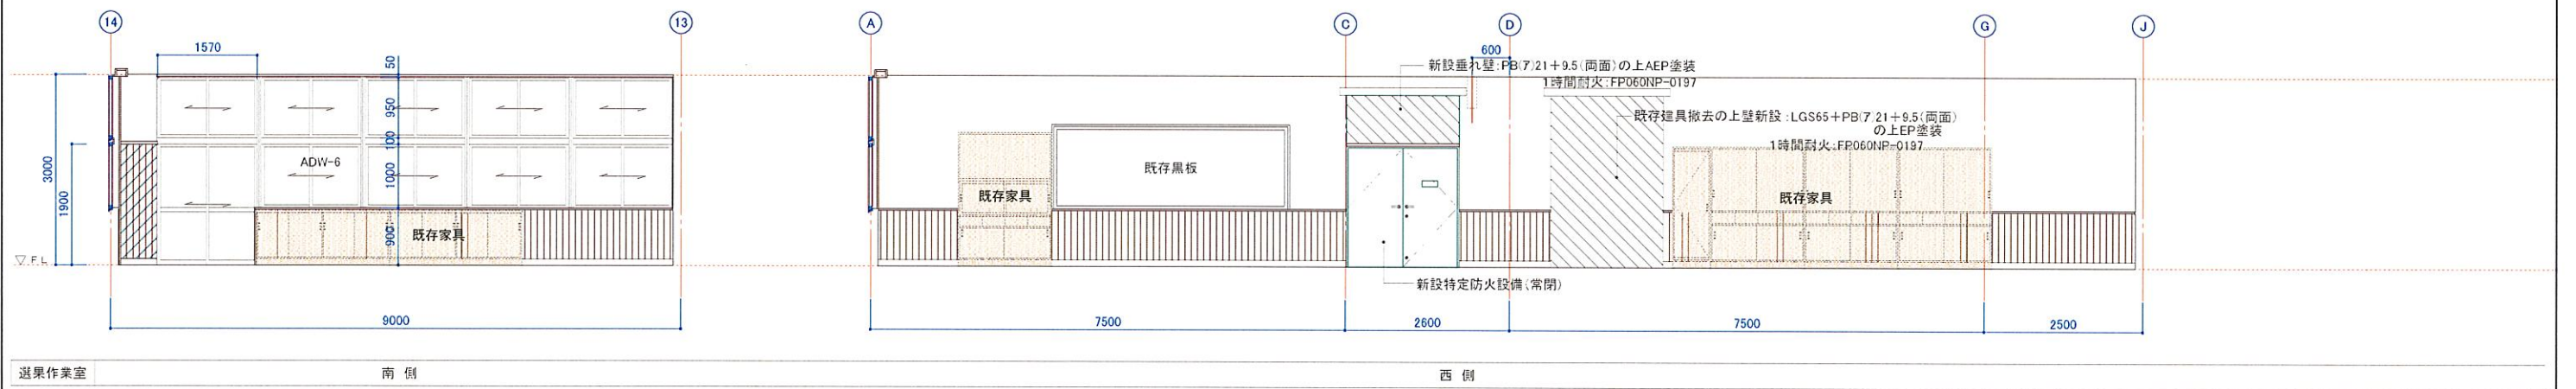 14
13
A
C
D
G
J
1570
50
950
100
1000
900
3000
1900
ADW-6
既存家具
▽ F.L
9000
600
新設垂れ壁:PB(ア)21+9.5(両面)の上AEP塗装
1時間耐火:FP060NP-0197
既存建具撤去の上壁新設:LGS65+PB(ア)21+9.5(両面)
の上EP塗装
1時間耐火:FP060NP-0197
既存家具
既存黒板
既存家具
新設特定防火設備(常閉)
7500
2600
7500
2500
選果作業室
南 側
西 側